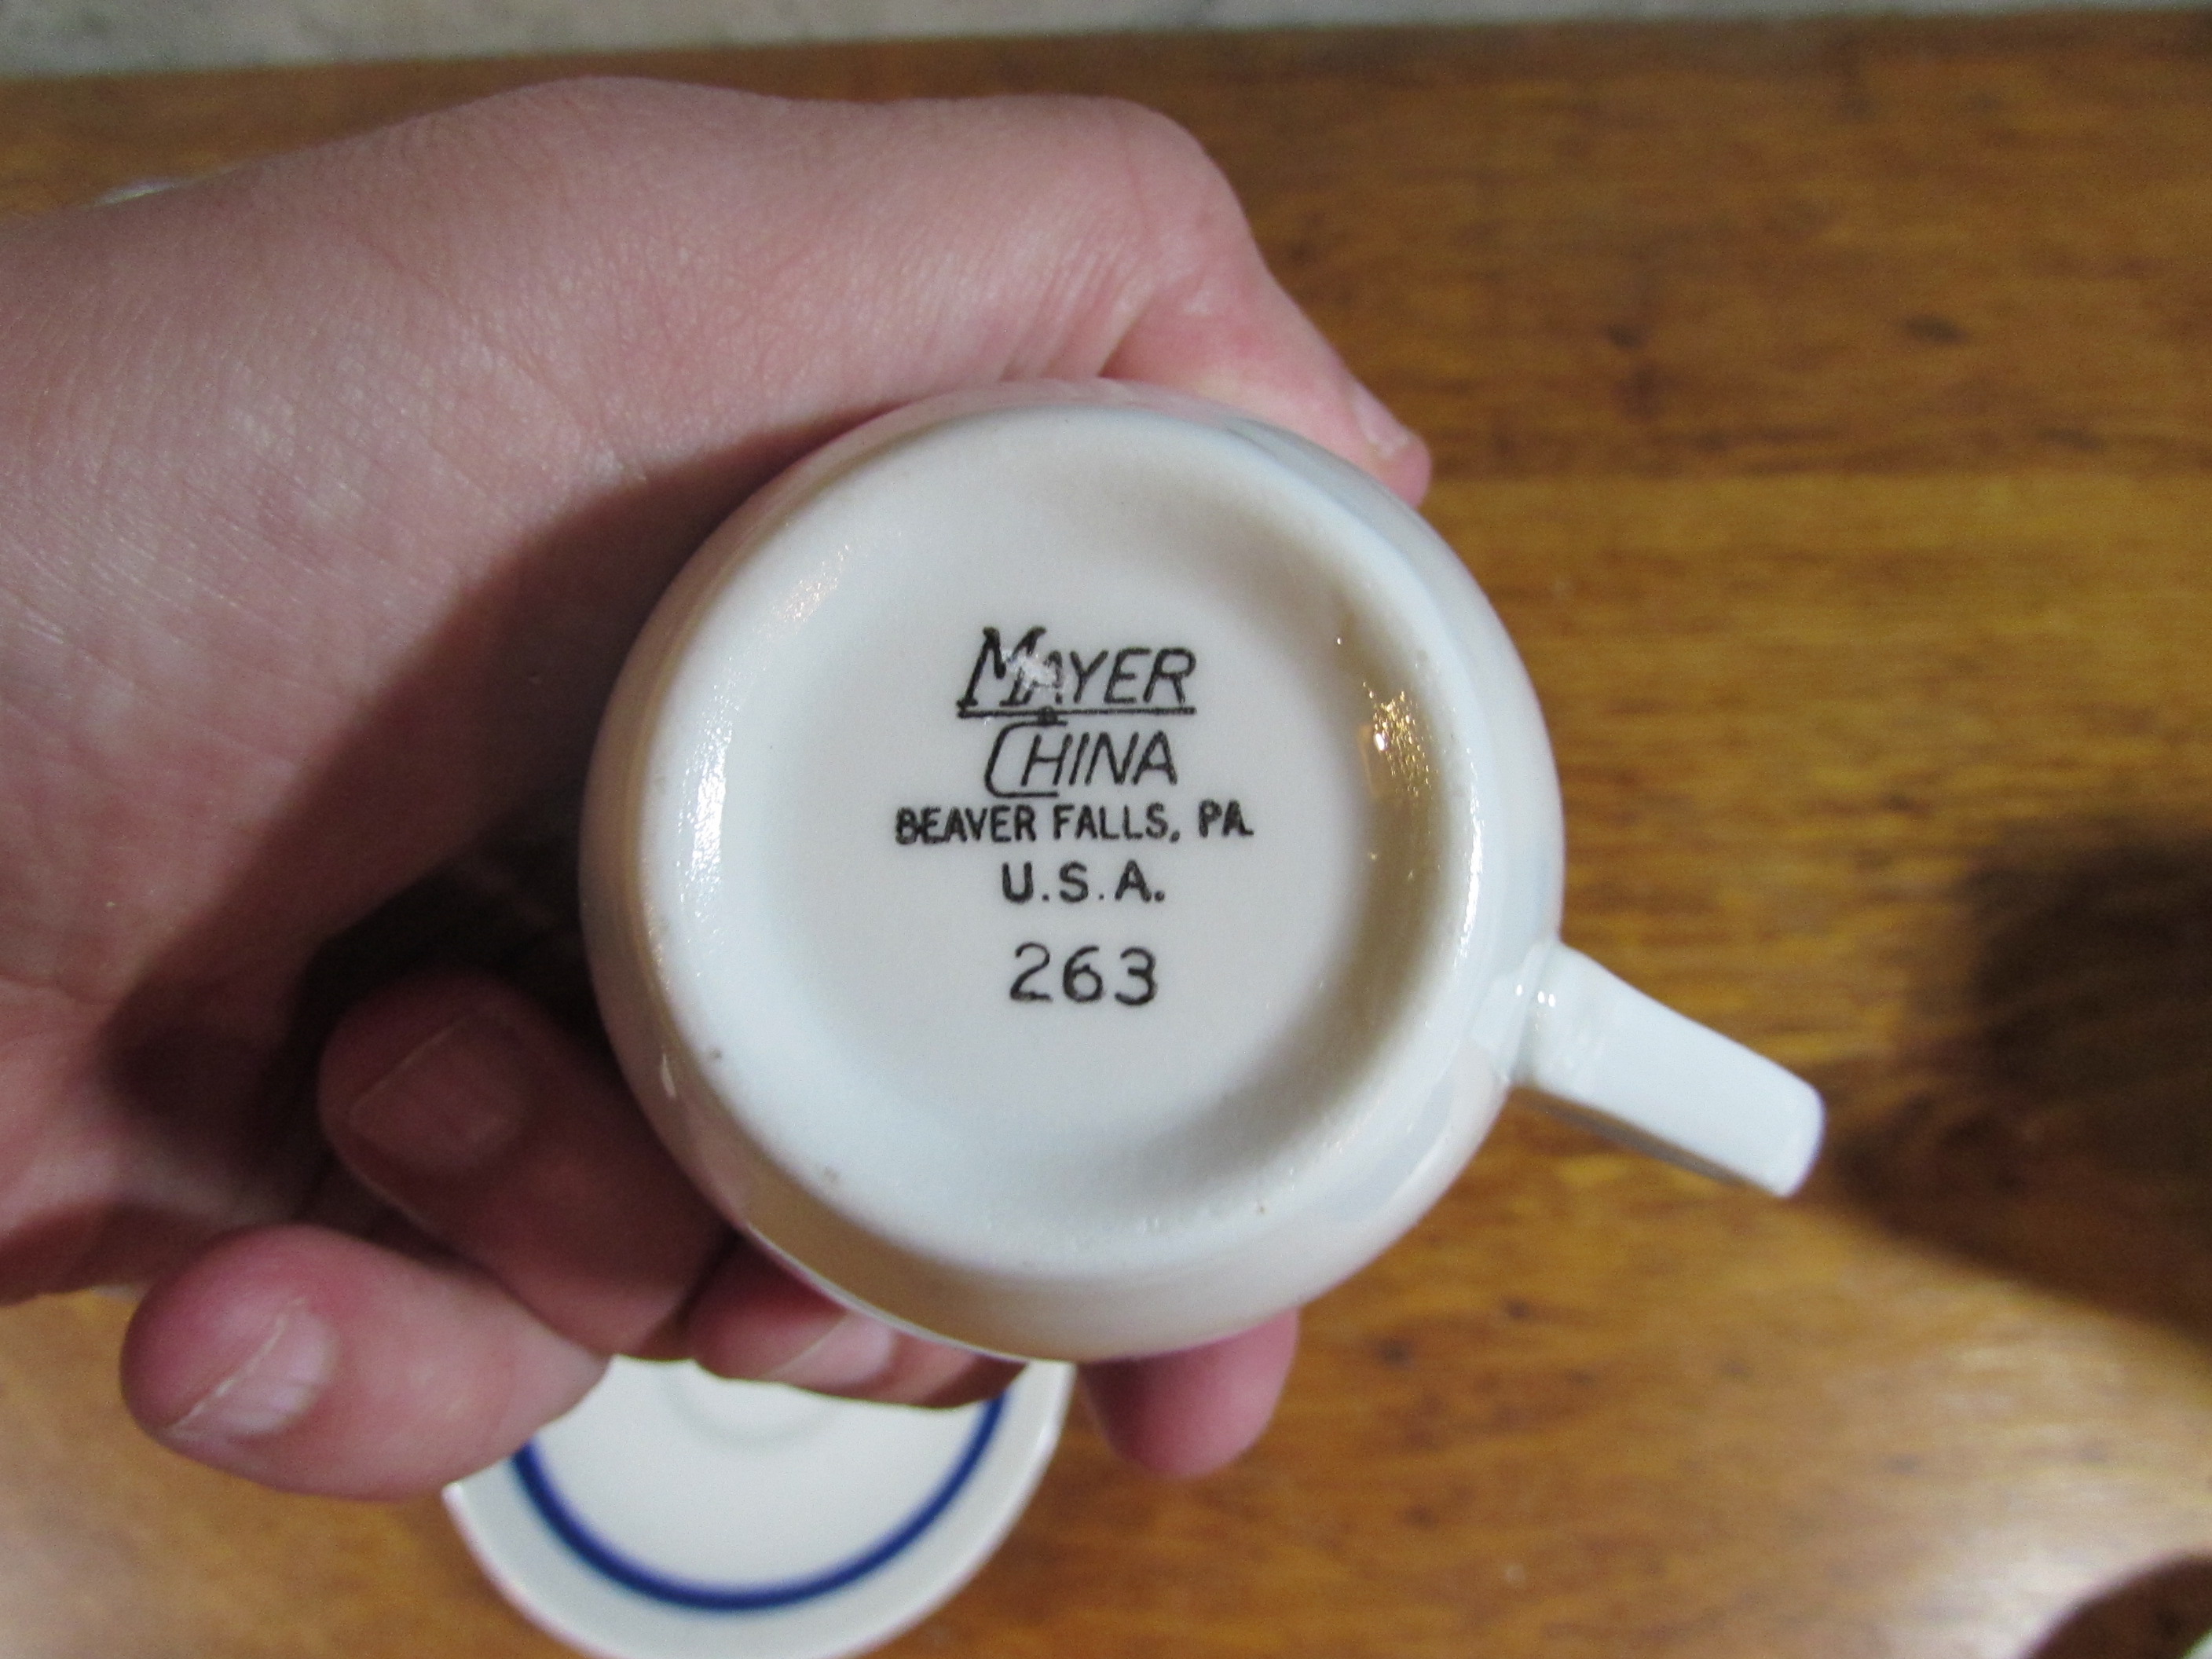 MAYER
CHINA
BEAVER FALLS, PA.
U.S.A.
263